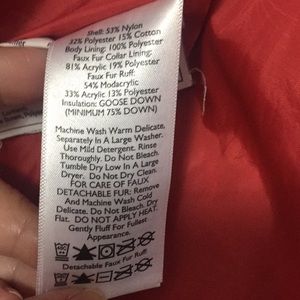 Shell: 53% Nylon
32% Polyester 15% Cotton
Body Lining: 100% Polyester
Faux Fur Collar Lining:
81% Acrylic 19% Polyester
Faux Fur Ruff:
54% Modacrylic
33% Acrylic 13% Polyester
Insulation: GOOSE DOWN
(MINIMUM 75% DOWN)
Machine Wash Warm Delicate,
Separately In A Large Washer.
Use Mild Detergent. Rinse
Thoroughly. Do Not Bleach.
Tumble Dry Low In A Large
Dryer. Do Not Dry Clean.
FOR CARE OF FAUX
DETACHABLE FUR: Remove
And Machine Wash Cold
Delicate. Do Not Bleach. Dry
Flat. DO NOT APPLY HEAT.
Gently Fluff For Fullest
Appearance.
Detachable Faux Fur Ruff